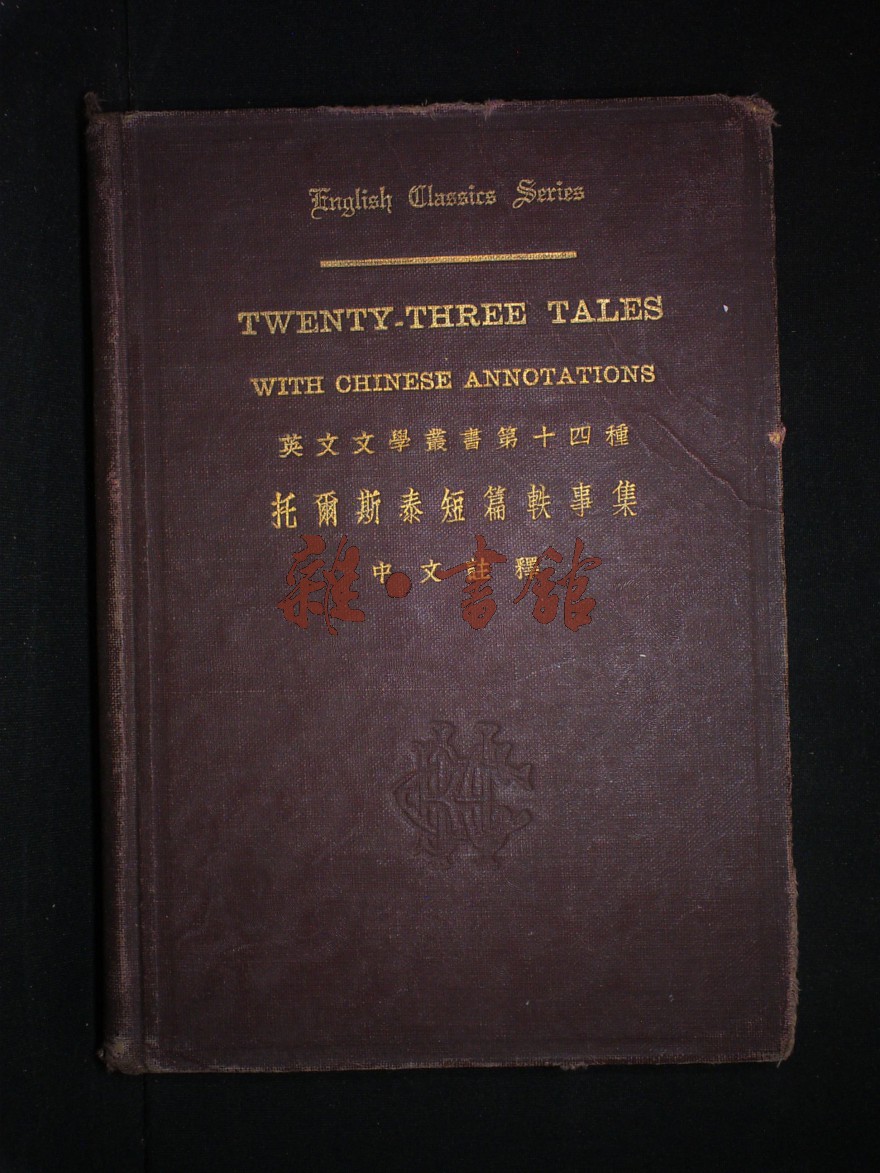 English Classics Series
TWENTY-THREE TALES
WITH CHINESE ANNOTATIONS
英文文學叢書第十四種
托爾斯泰短篇軼事集
中文註釋
雜·書館